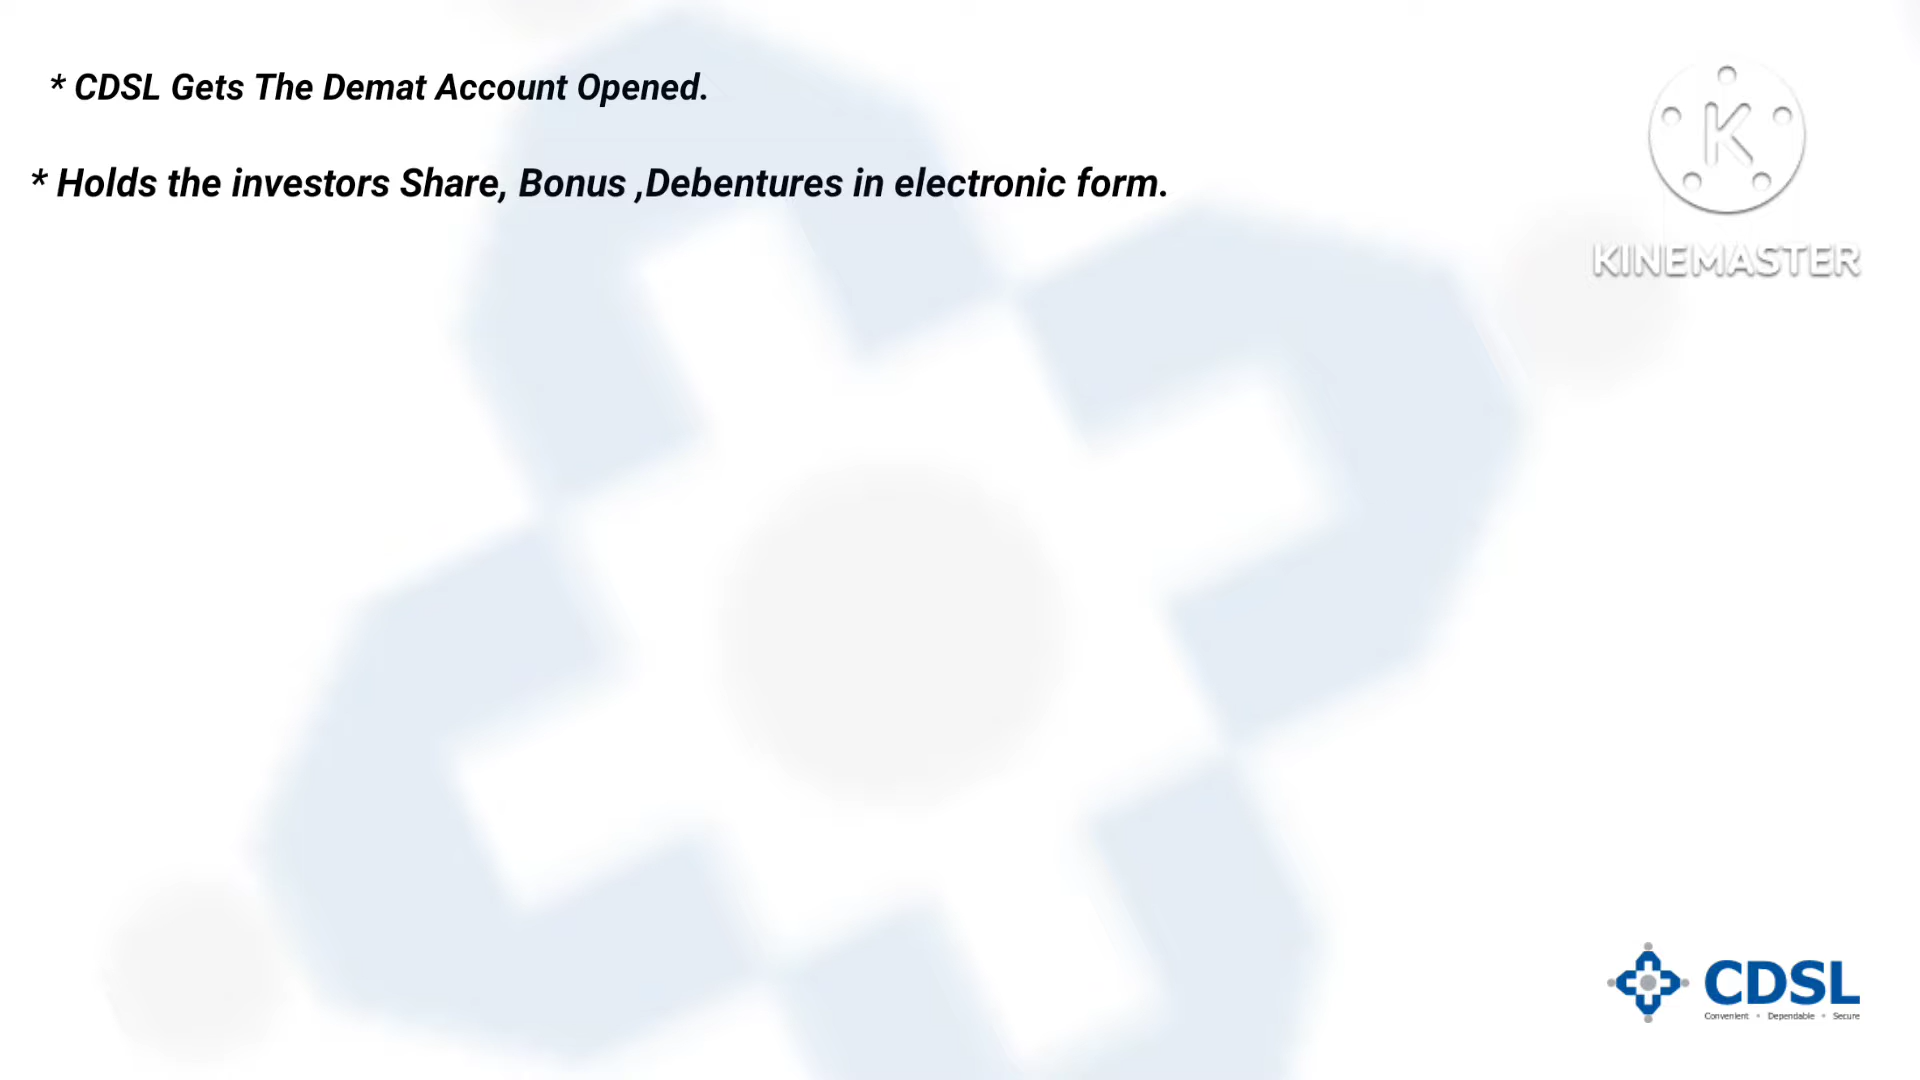 * CDSL Gets The Demat Account Opened.
* Holds the investors Share, Bonus ,Debentures in electronic form.
K
KINEMASTER
CDSL
Convenient • Dependable • Secure